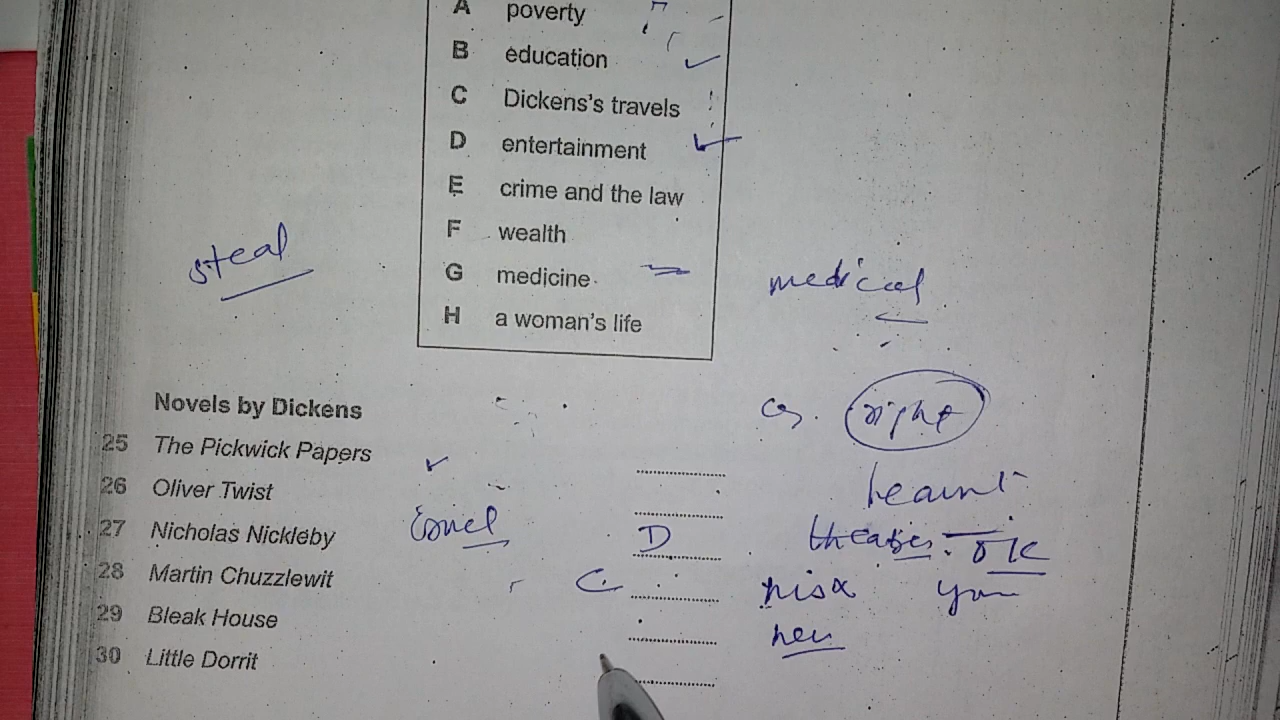 A poverty
B education
C Dickens's travels
D entertainment
E crime and the law
F wealth
G medicine
H a woman's life
steal
medical
Novels by Dickens
25 The Pickwick Papers
26 Oliver Twist
27 Nicholas Nickleby D
28 Martin Chuzzlewit C
29 Bleak House
30 Little Dorrit
right